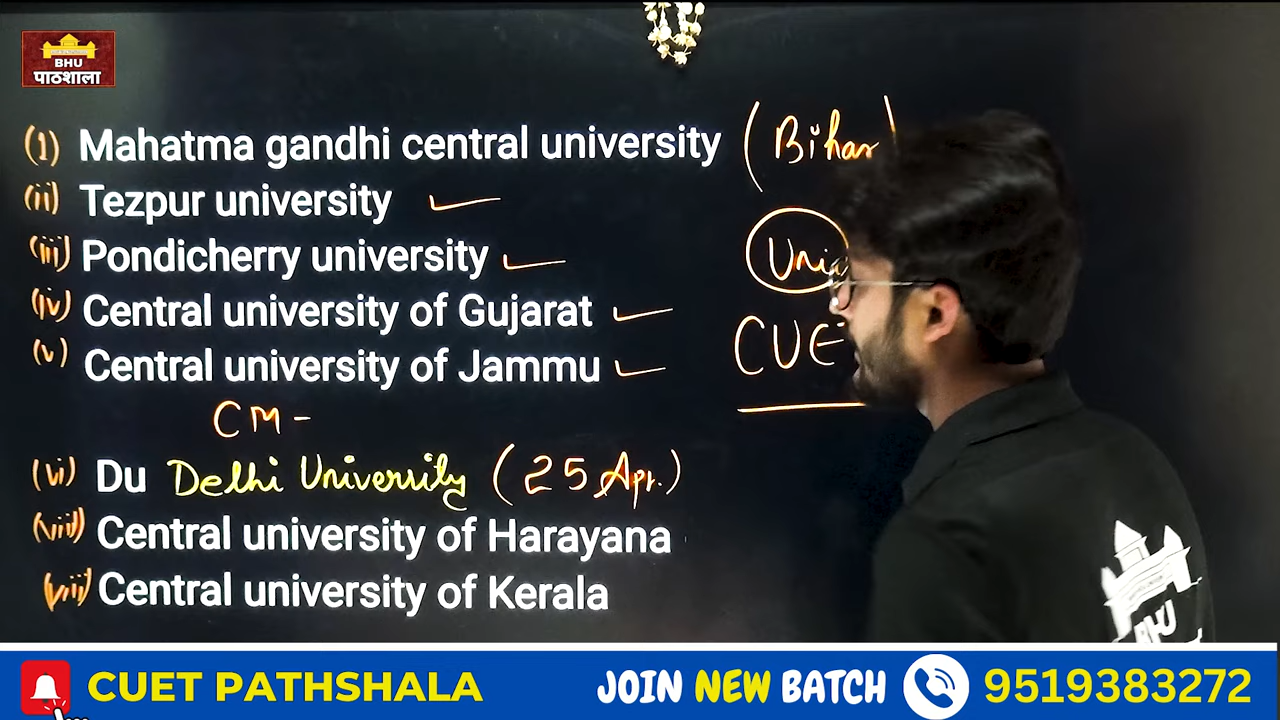 BHU
पाठशाला
(1) Mahatma gandhi central university (Bihar)
(ii) Tezpur university
(iii) Pondicherry university
(iv) Central university of Gujarat
CUE
(v) Central university of Jammu
CM -
(vi) Du Delhi University (25 Apr.)
(vii) Central university of Harayana
(viii) Central university of Kerala
BHU
CUET PATHSHALA
JOIN NEW BATCH
9519383272